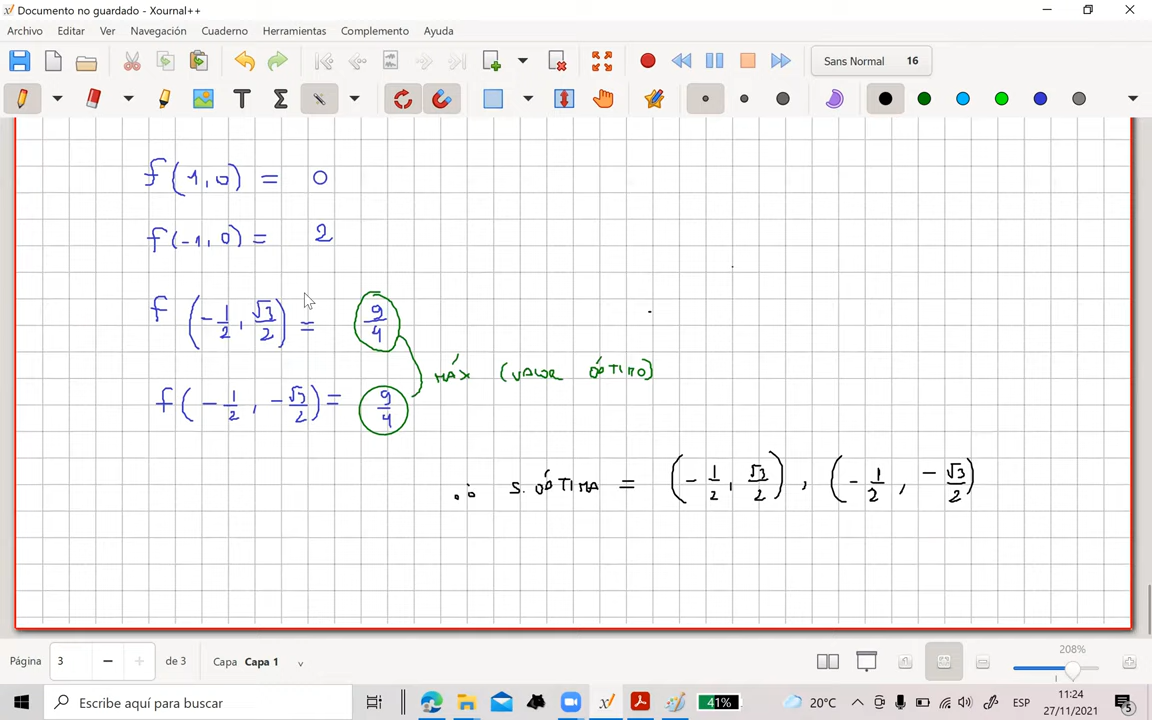 Documento no guardado - Xournal++
Archivo Editar Ver Navegación Cuaderno Herramientas Complemento Ayuda
Sans Normal 16
f(1,0) = 0
f(-1,0) = 2
f(-1/2, √3/2) = 9/4
MÁX (VALOR ÓPTIMO)
f(-1/2, -√3/2) = 9/4
∴ S. ÓPTIMA = (-1/2, √3/2), (-1/2, -√3/2)
208%
Página 3 de 3 Capa Capa 1
Escribe aquí para buscar 41% 20°C ESP 11:24
27/11/2021 5